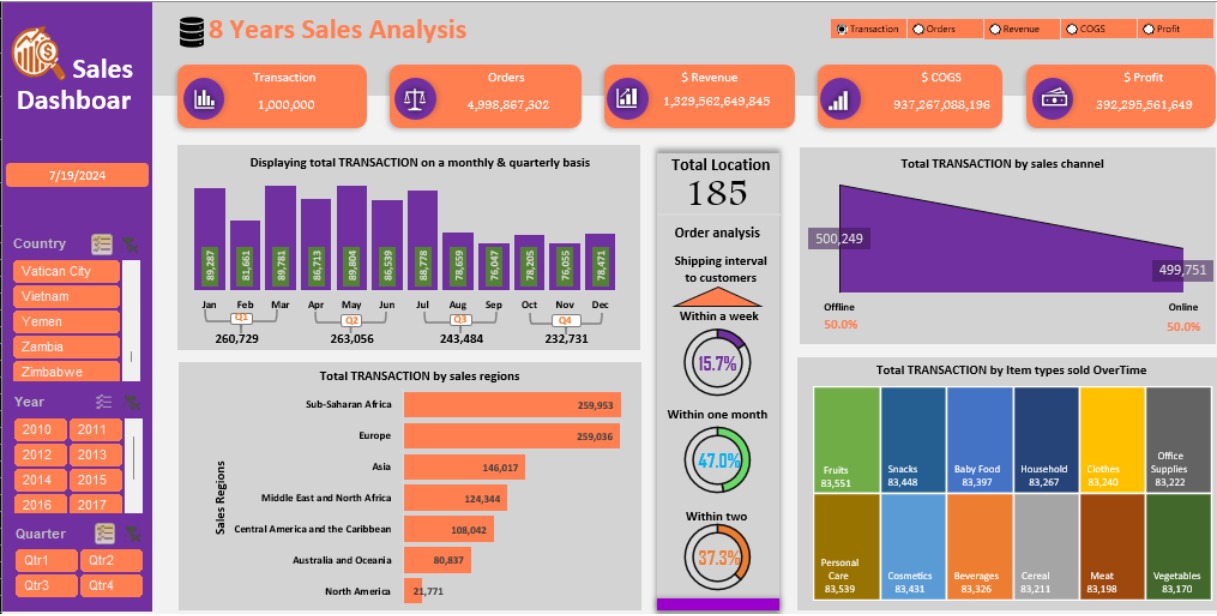 Sales
Dashboar
7/19/2024
Country
Vatican City
Vietnam
Yemen
Zambia
Zimbabwe
Year
2010 2011
2012 2013
2014 2015
2016 2017
Quarter
Qtr1 Qtr2
Qtr3 Qtr4
8 Years Sales Analysis
Transaction Orders Revenue COGS Profit
Transaction
1,000,000
Orders
4,998,867,302
$ Revenue
1,329,562,649,845
$ COGS
937,267,088,196
$ Profit
392,295,561,649
Displaying total TRANSACTION on a monthly & quarterly basis
89,287 81,661 89,781 86,713 89,804 86,539 88,778 78,659 76,047 78,205 76,055 78,471
Jan Feb Mar Apr May Jun Jul Aug Sep Oct Nov Dec
Q1 Q2 Q3 Q4
260,729 263,056 243,484 232,731
Total TRANSACTION by sales regions
Sales Regions
Sub-Saharan Africa 259,953
Europe 259,036
Asia 146,017
Middle East and North Africa 124,344
Central America and the Caribbean 108,042
Australia and Oceania 80,837
North America 21,771
Total Location
185
Order analysis
Shipping interval
to customers
Within a week
15.7%
Within one month
47.0%
Within two
37.3%
Total TRANSACTION by sales channel
500,249
499,751
Offline Online
50.0% 50.0%
Total TRANSACTION by Item types sold OverTime
Fruits
83,551
Snacks
83,448
Baby Food
83,397
Household
83,267
Clothes
83,240
Office
Supplies
83,222
Personal
Care
83,539
Cosmetics
83,431
Beverages
83,326
Cereal
83,211
Meat
83,198
Vegetables
83,170